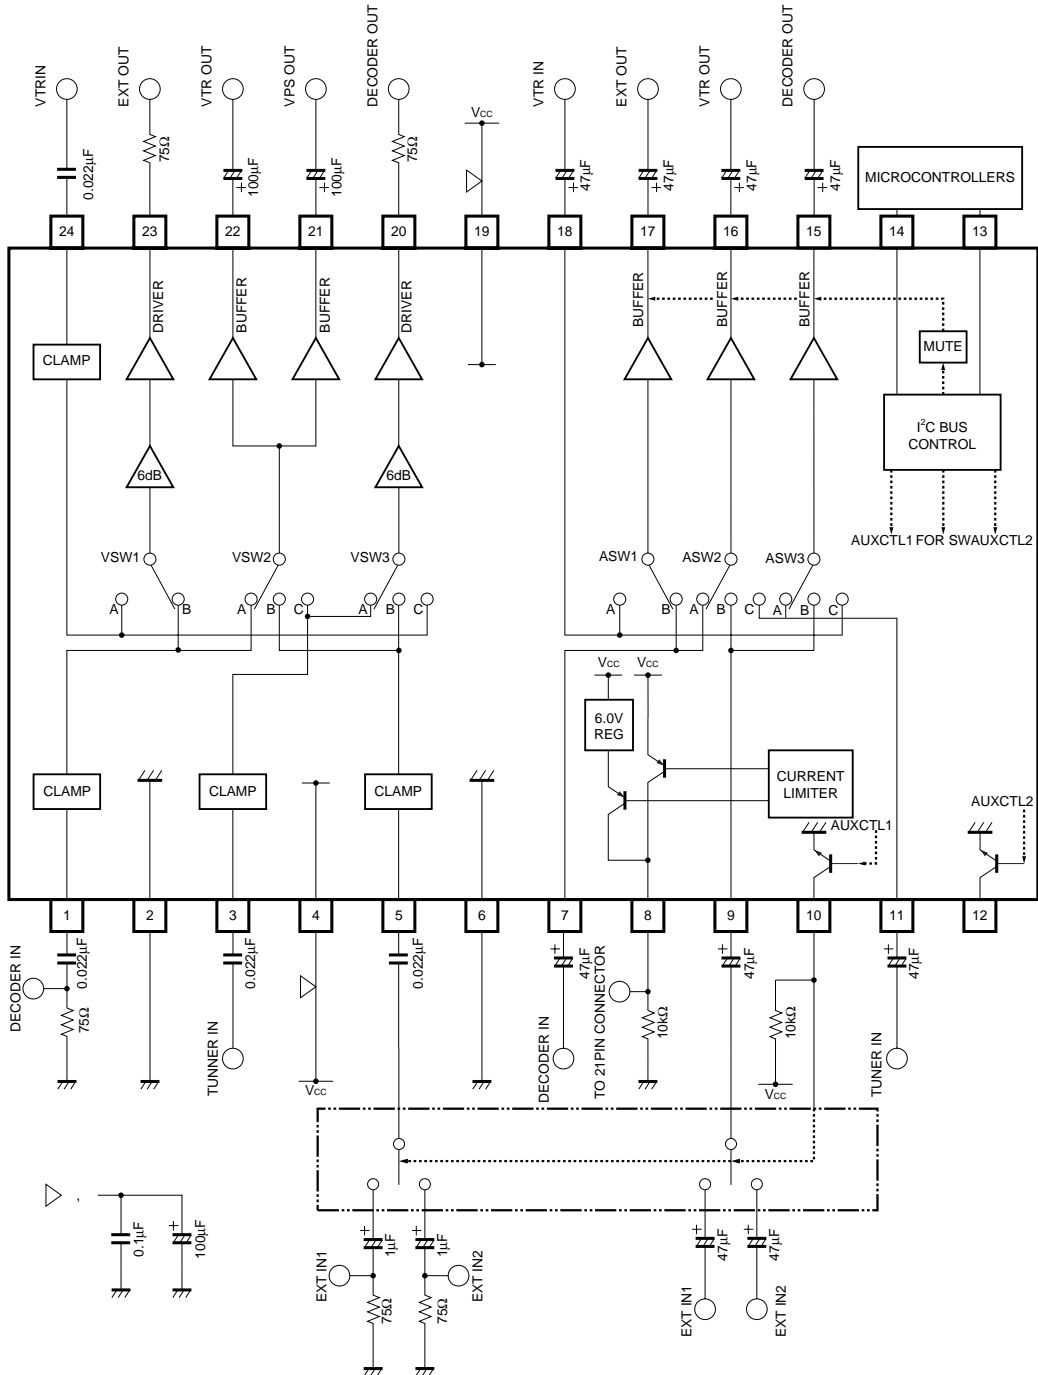 VTRIN
EXT OUT
VTR OUT
VPS OUT
DECODER OUT
VCC
VTR IN
EXT OUT
VTR OUT
DECODER OUT
0.022µF
75Ω
+
100µF
+
100µF
75Ω
+
47µF
+
47µF
+
47µF
+
47µF
MICROCONTROLLERS
24
23
22
21
20
19
18
17
16
15
14
13
CLAMP
DRIVER
BUFFER
BUFFER
DRIVER
BUFFER
BUFFER
BUFFER
MUTE
6dB
6dB
I²C BUS
CONTROL
AUXCTL1 FOR SWAUXCTL2
VSW1
VSW2
VSW3
ASW1
ASW2
ASW3
A
B
A
B
C
A
B
C
A
B
A
B
C
A
B
C
VCC
VCC
6.0V
REG
CLAMP
CLAMP
CLAMP
CURRENT
LIMITER
AUXCTL1
AUXCTL2
1
2
3
4
5
6
7
8
9
10
11
12
DECODER IN
0.022µF
75Ω
TUNNER IN
0.022µF
VCC
0.022µF
DECODER IN
+
47µF
TO 21PIN CONNECTOR
10kΩ
+
47µF
10kΩ
VCC
TUNER IN
+
47µF
,
0.1µF
+
100µF
EXT IN1
+
1µF
75Ω
+
1µF
75Ω
EXT IN2
+
47µF
EXT IN1
+
47µF
EXT IN2